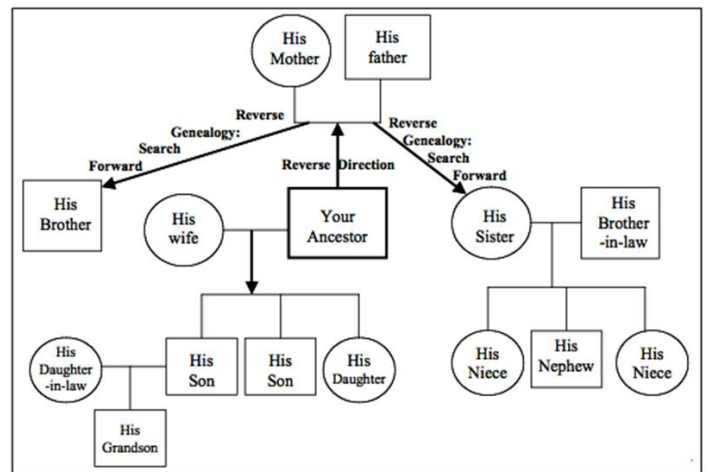 His
Mother
His
father
Reverse
Genealogy:
Search
Forward
Reverse
Genealogy:
Search
Forward
Reverse Direction
His
Brother
His
wife
Your
Ancestor
His
Sister
His
Brother
-in-law
His
Daughter
-in-law
His
Son
His
Son
His
Daughter
His
Niece
His
Nephew
His
Niece
His
Grandson